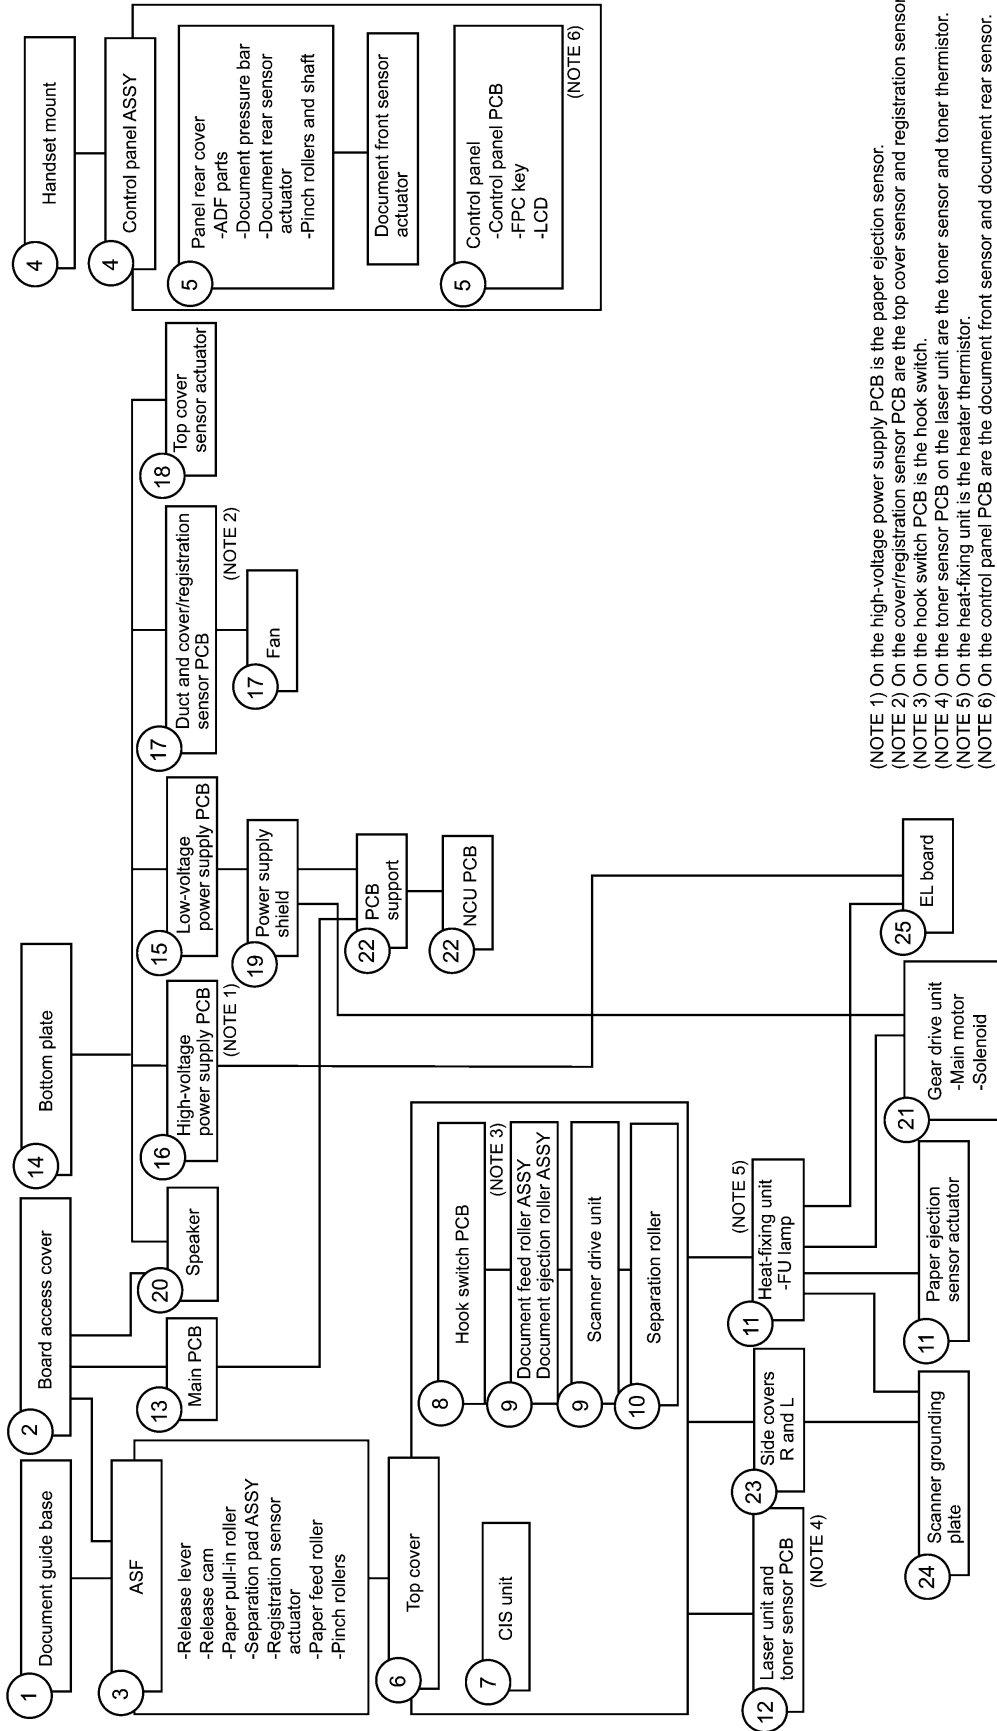 1
Document guide base
2
Board access cover
14
Bottom plate
4
Handset mount
4
Control panel ASSY
3
ASF
-Release lever
-Release cam
-Paper pull-in roller
-Separation pad ASSY
-Registration sensor
actuator
-Paper feed roller
-Pinch rollers
13
Main PCB
20
Speaker
16
High-voltage
power supply PCB
(NOTE 1)
15
Low-voltage
power supply PCB
17
Duct and cover/registration
sensor PCB
(NOTE 2)
18
Top cover
sensor actuator
5
Panel rear cover
-ADF parts
-Document pressure bar
-Document rear sensor
actuator
-Pinch rollers and shaft
19
Power supply
shield
17
Fan
Document front sensor
actuator
22
PCB
support
22
NCU PCB
5
Control panel
-Control panel PCB
-FPC key
-LCD
(NOTE 6)
6
Top cover
7
CIS unit
8
Hook switch PCB
(NOTE 3)
9
Document feed roller ASSY
Document ejection roller ASSY
9
Scanner drive unit
10
Separation roller
12
Laser unit and
toner sensor PCB
(NOTE 4)
23
Side covers
R and L
11
Heat-fixing unit
-FU lamp
(NOTE 5)
24
Scanner grounding
plate
11
Paper ejection
sensor actuator
21
Gear drive unit
-Main motor
-Solenoid
25
EL board
(NOTE 1) On the high-voltage power supply PCB is the paper ejection sensor.
(NOTE 2) On the cover/registration sensor PCB are the top cover sensor and registration sensor
(NOTE 3) On the hook switch PCB is the hook switch.
(NOTE 4) On the toner sensor PCB on the laser unit are the toner sensor and toner thermistor.
(NOTE 5) On the heat-fixing unit is the heater thermistor.
(NOTE 6) On the control panel PCB are the document front sensor and document rear sensor.